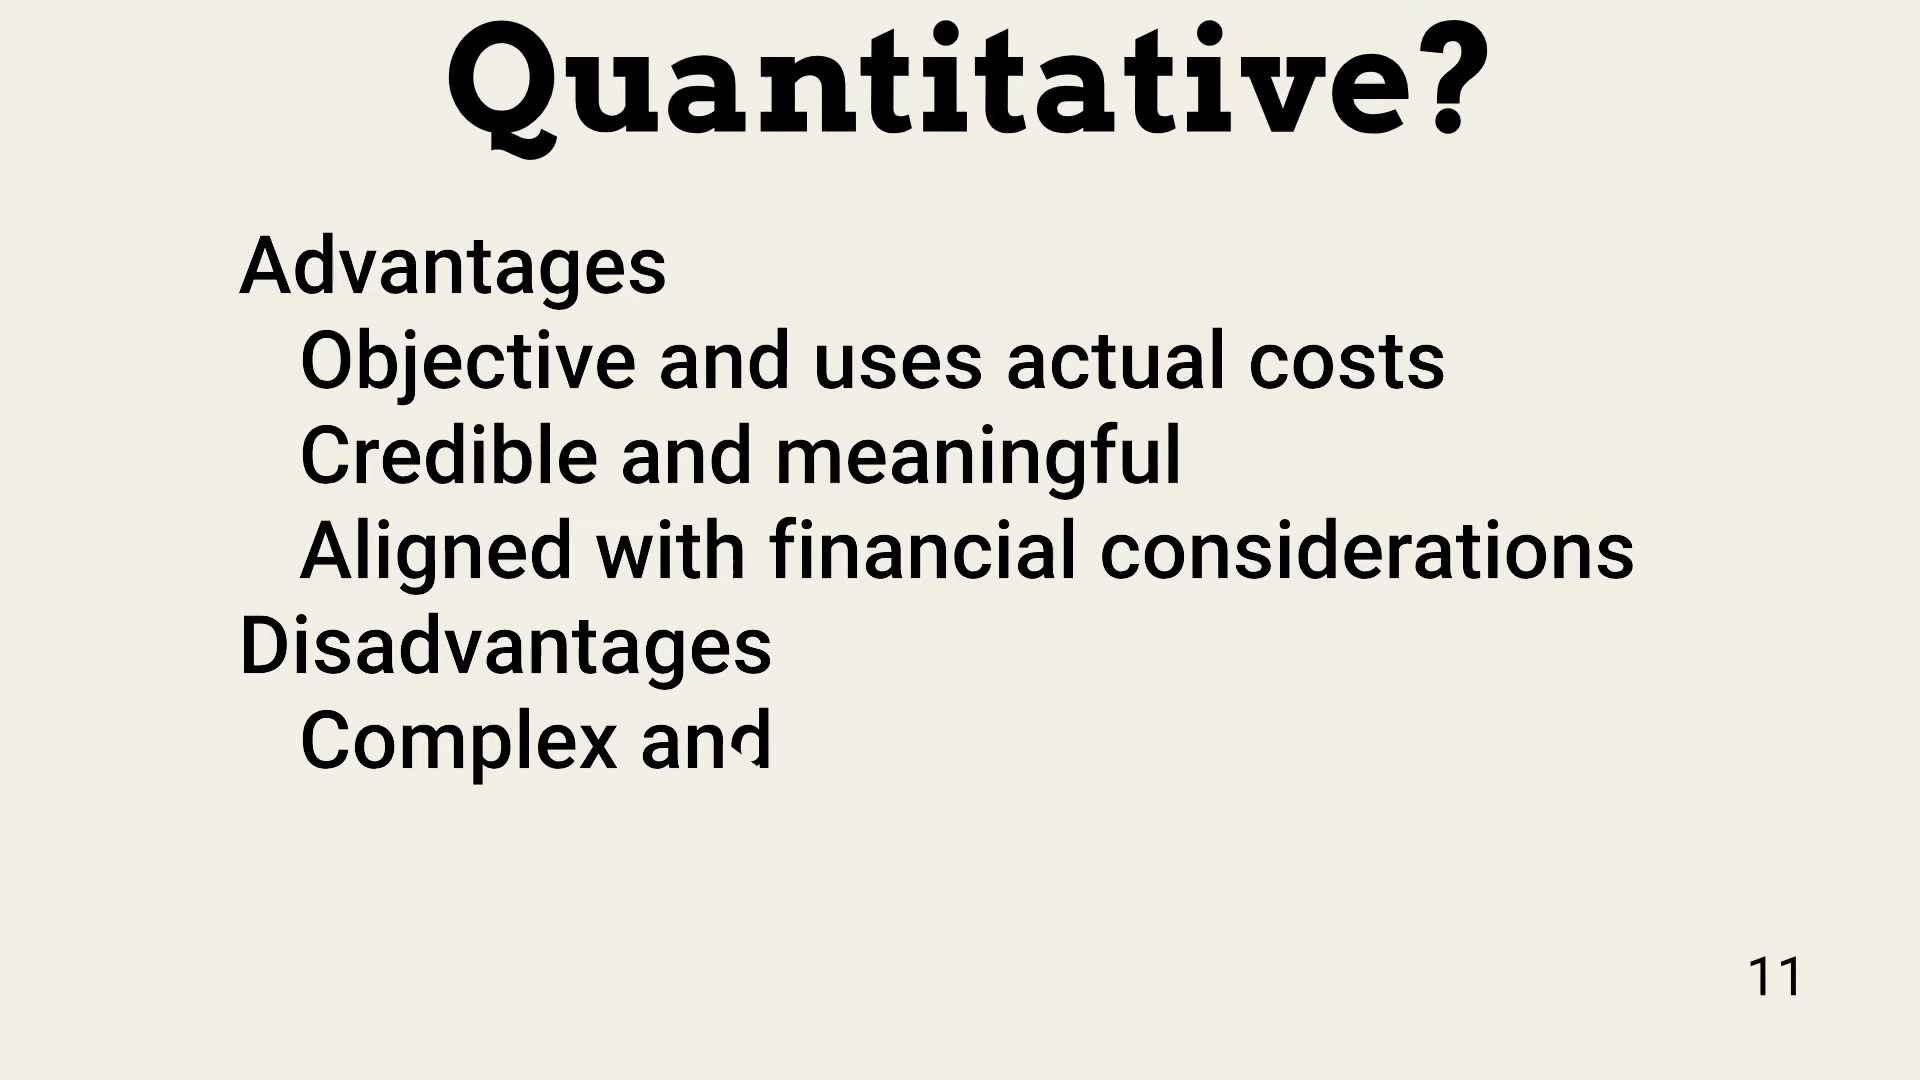 Quantitative?
Advantages
Objective and uses actual costs
Credible and meaningful
Aligned with financial considerations
Disadvantages
Complex and
11